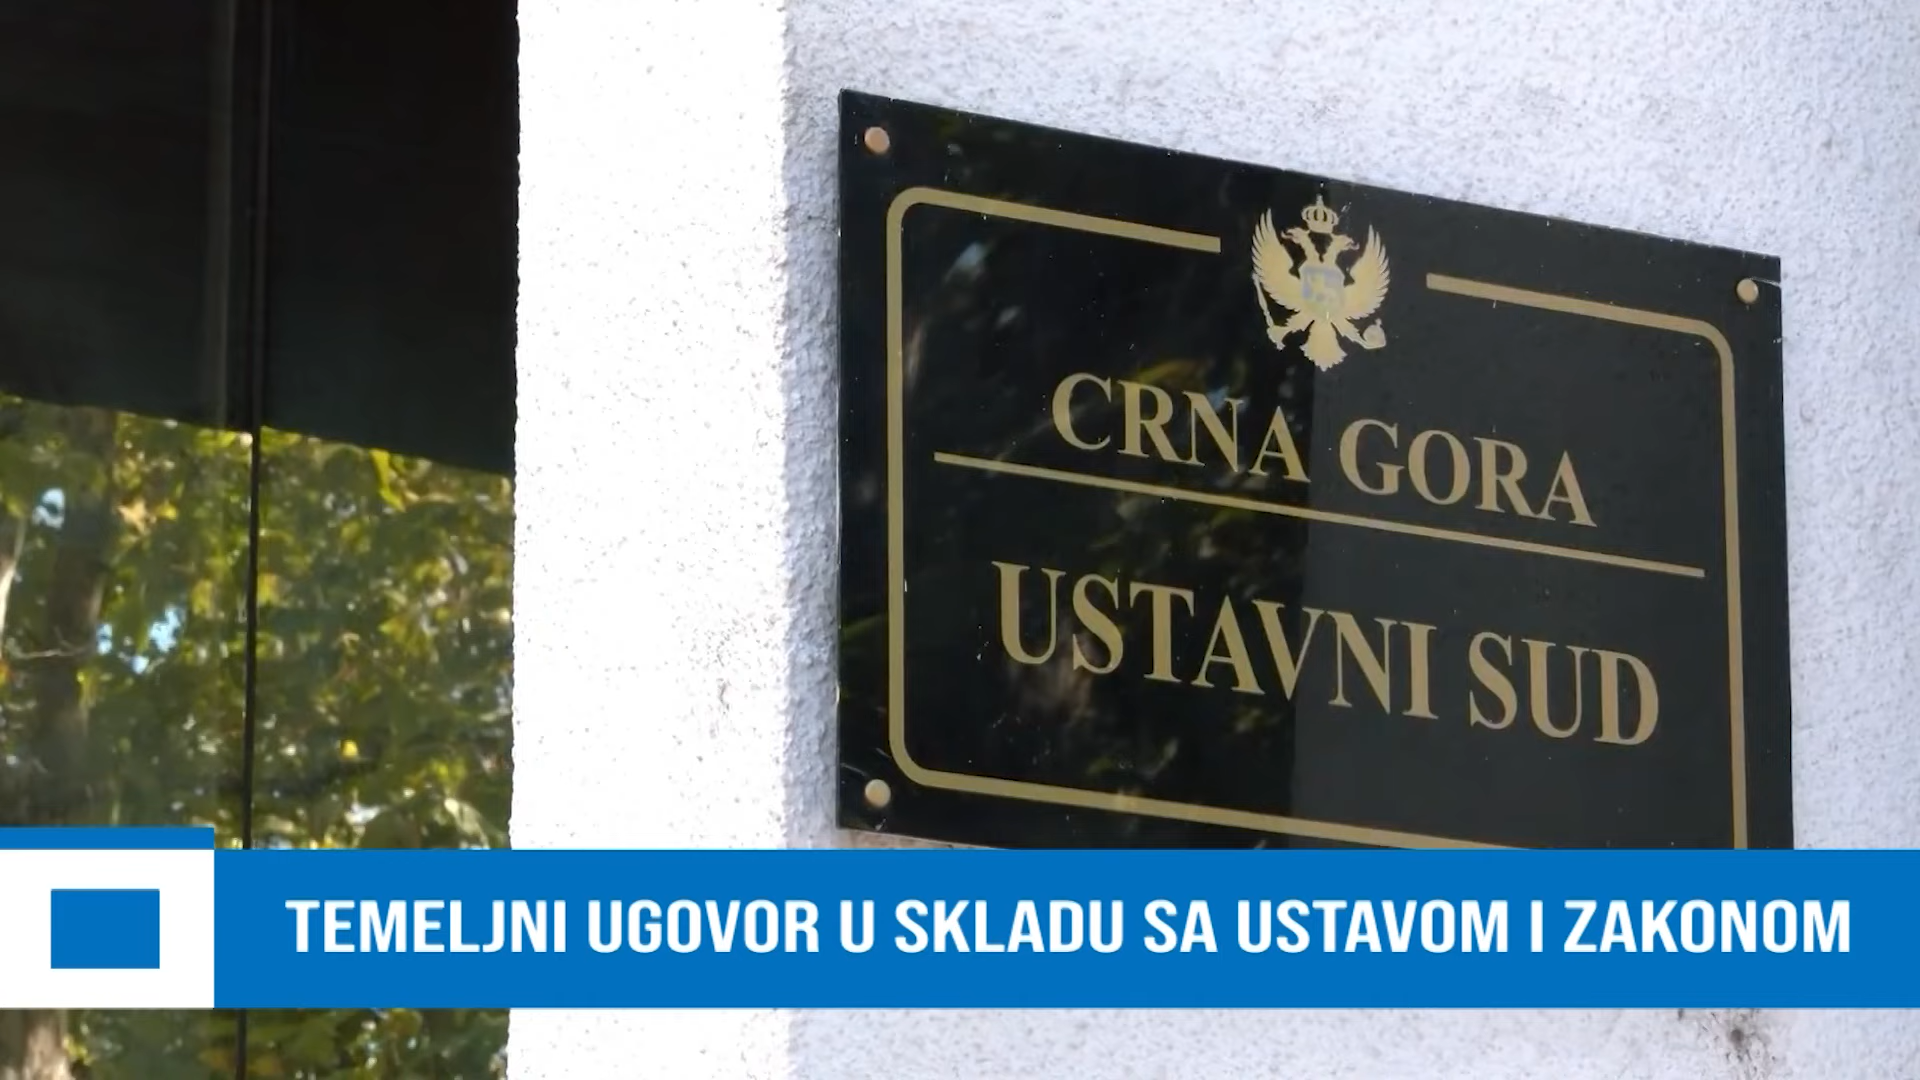 CRNA GORA
USTAVNI SUD
TEMELJNI UGOVOR U SKLADU SA USTAVOM I ZAKONOM